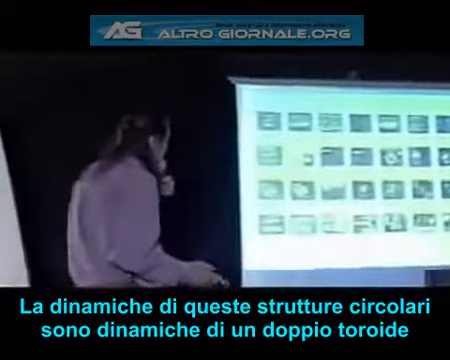 AG ALTRO GIORNALE.ORG
La dinamiche di queste strutture circolari
sono dinamiche di un doppio toroide